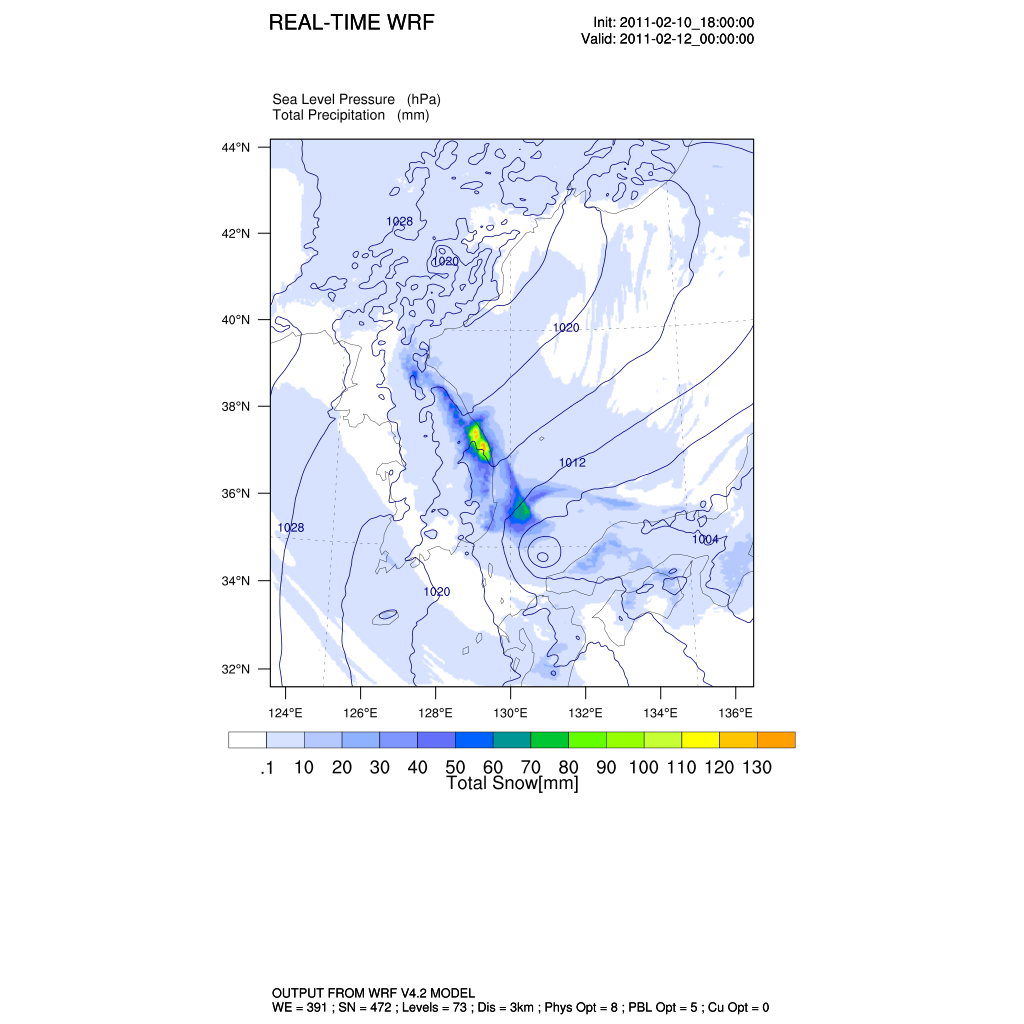 REAL-TIME WRF
Init: 2011-02-10_18:00:00
Valid: 2011-02-12_00:00:00
Sea Level Pressure (hPa)
Total Precipitation (mm)
44°N
42°N
40°N
38°N
36°N
34°N
32°N
1028
1020
1020
1012
1028
1004
1020
124°E 126°E 128°E 130°E 132°E 134°E 136°E
.1 10 20 30 40 50 60 70 80 90 100 110 120 130
Total Snow[mm]
OUTPUT FROM WRF V4.2 MODEL
WE = 391 ; SN = 472 ; Levels = 73 ; Dis = 3km ; Phys Opt = 8 ; PBL Opt = 5 ; Cu Opt = 0